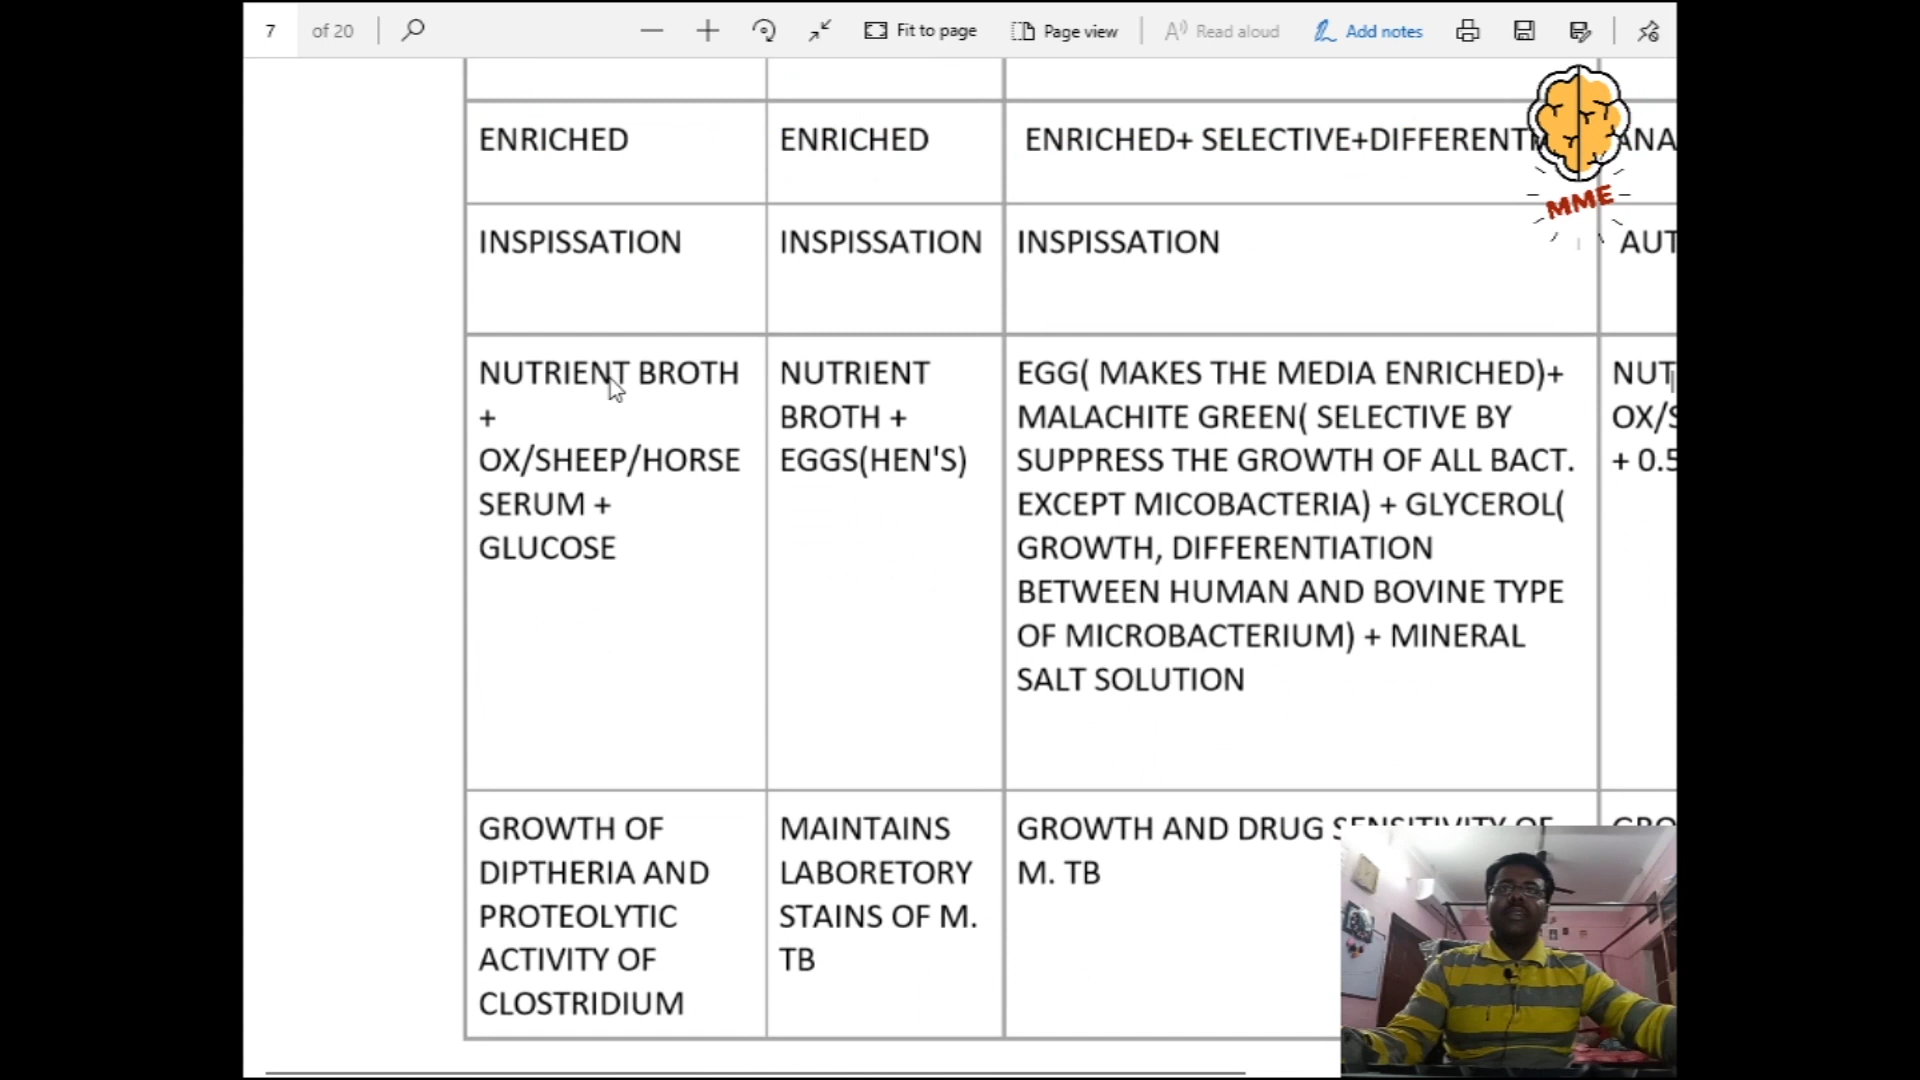 7 of 20 Fit to page Page view Read aloud Add notes
ENRICHED
ENRICHED
ENRICHED+ SELECTIVE+DIFFERENT
ANA
MME
INSPISSATION
INSPISSATION
INSPISSATION
AUT
NUTRIENT BROTH
+
OX/SHEEP/HORSE
SERUM +
GLUCOSE
NUTRIENT
BROTH +
EGGS(HEN'S)
EGG( MAKES THE MEDIA ENRICHED)+
MALACHITE GREEN( SELECTIVE BY
SUPPRESS THE GROWTH OF ALL BACT.
EXCEPT MICOBACTERIA) + GLYCEROL(
GROWTH, DIFFERENTIATION
BETWEEN HUMAN AND BOVINE TYPE
OF MICROBACTERIUM) + MINERAL
SALT SOLUTION
NUT
OX/S
+ 0.5
GROWTH OF
DIPTHERIA AND
PROTEOLYTIC
ACTIVITY OF
CLOSTRIDIUM
MAINTAINS
LABORETORY
STAINS OF M.
TB
GROWTH AND DRUG SENSITIVITY OF
M. TB
GRO